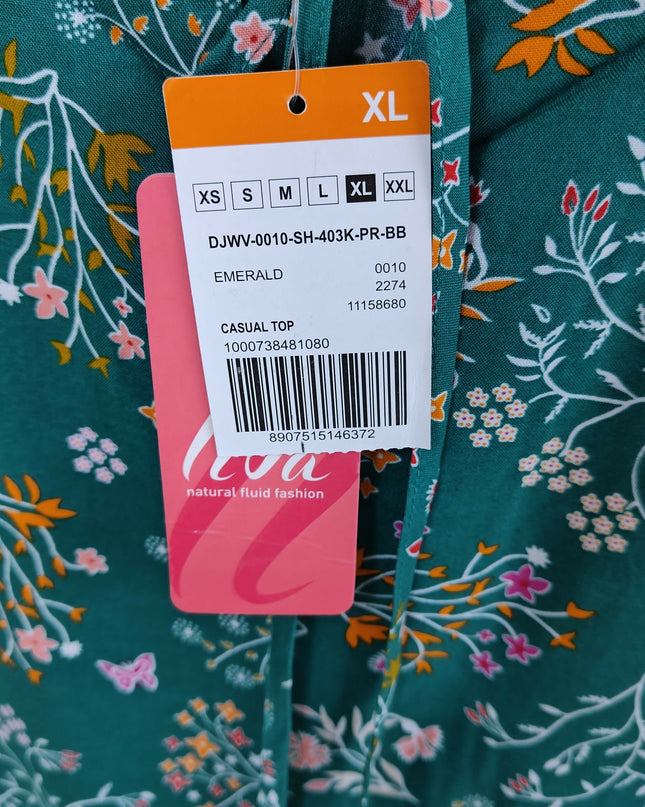 XL
XS S M L XL XXL
DJWV-0010-SH-403K-PR-BB
EMERALD 0010
2274
11158680
CASUAL TOP
1000738481080
8907515146372
liva
natural fluid fashion